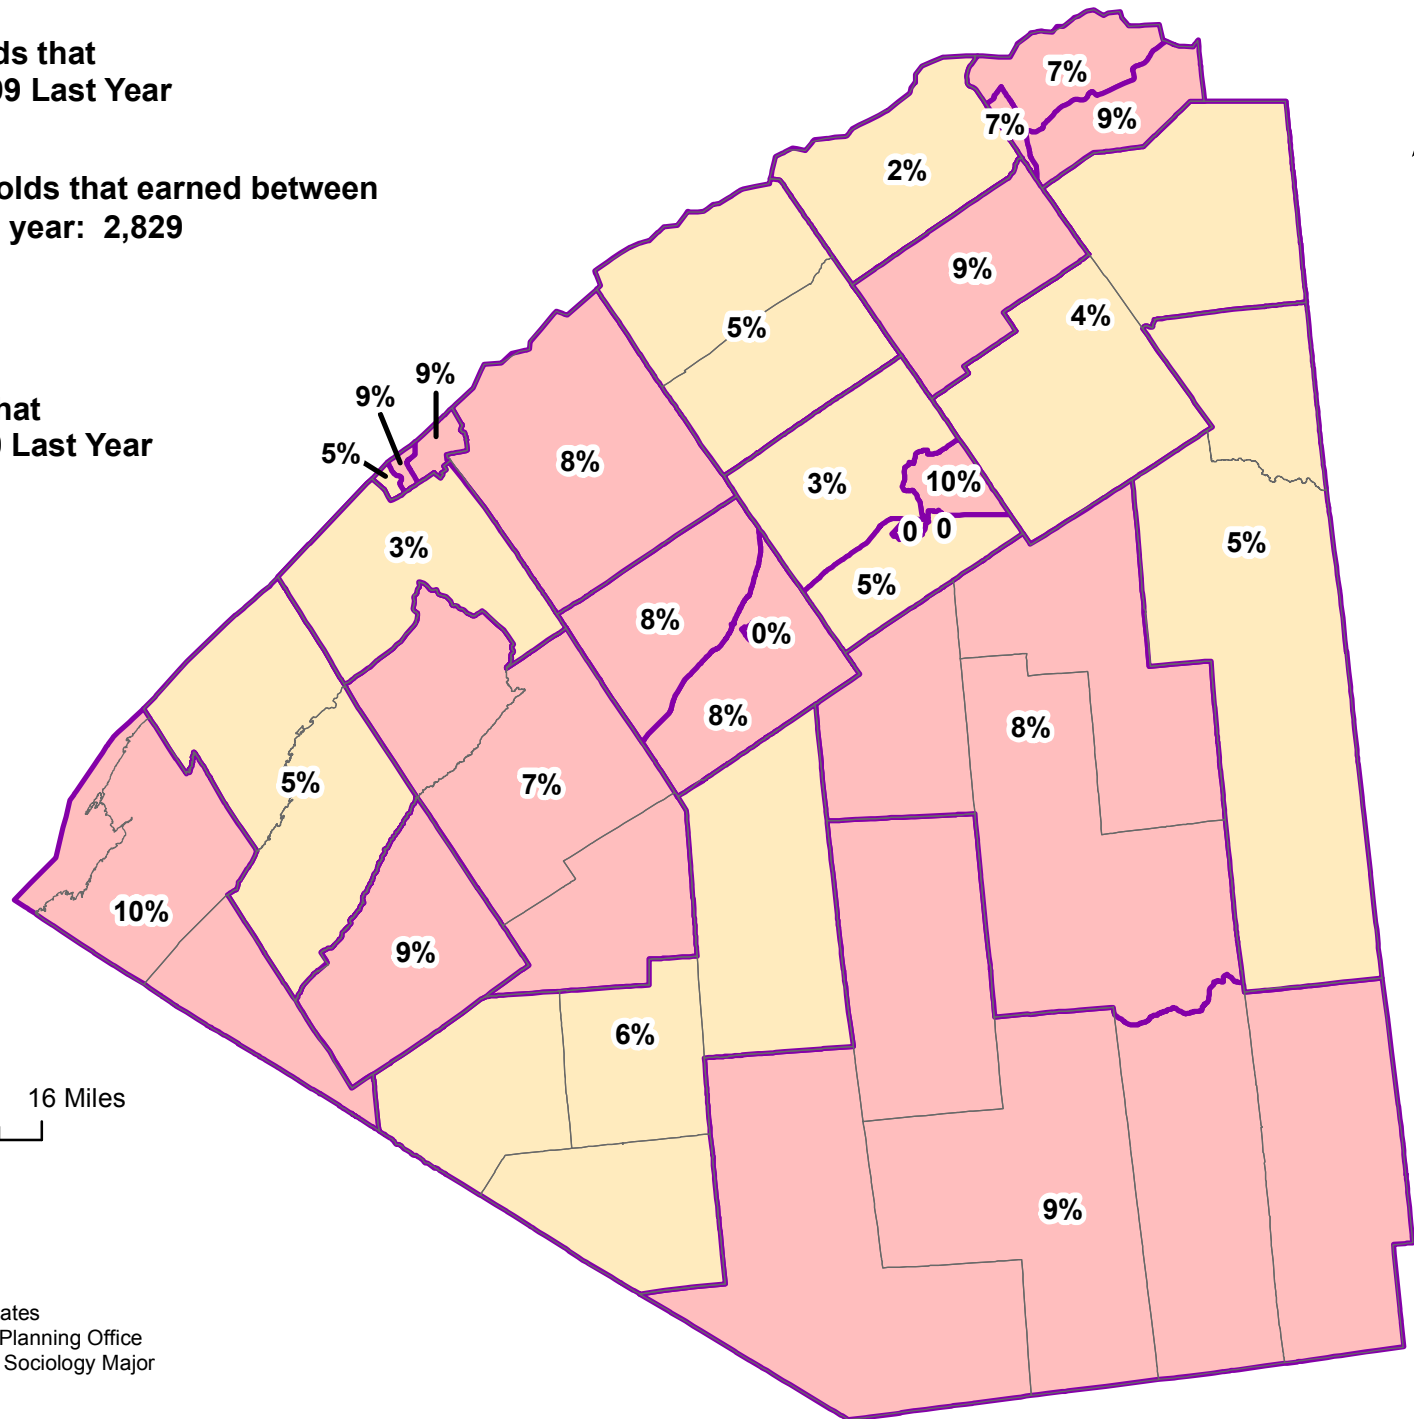 ds that
99 Last Year
olds that earned between
year: 2,829
hat
Last Year
7%
7%
9%
2%
9%
4%
5%
9%
9%
5%
8%
3%
10%
0
0
5%
5%
3%
8%
0%
8%
8%
5%
7%
10%
9%
6%
9%
16 Miles
ates
Planning Office
Sociology Major